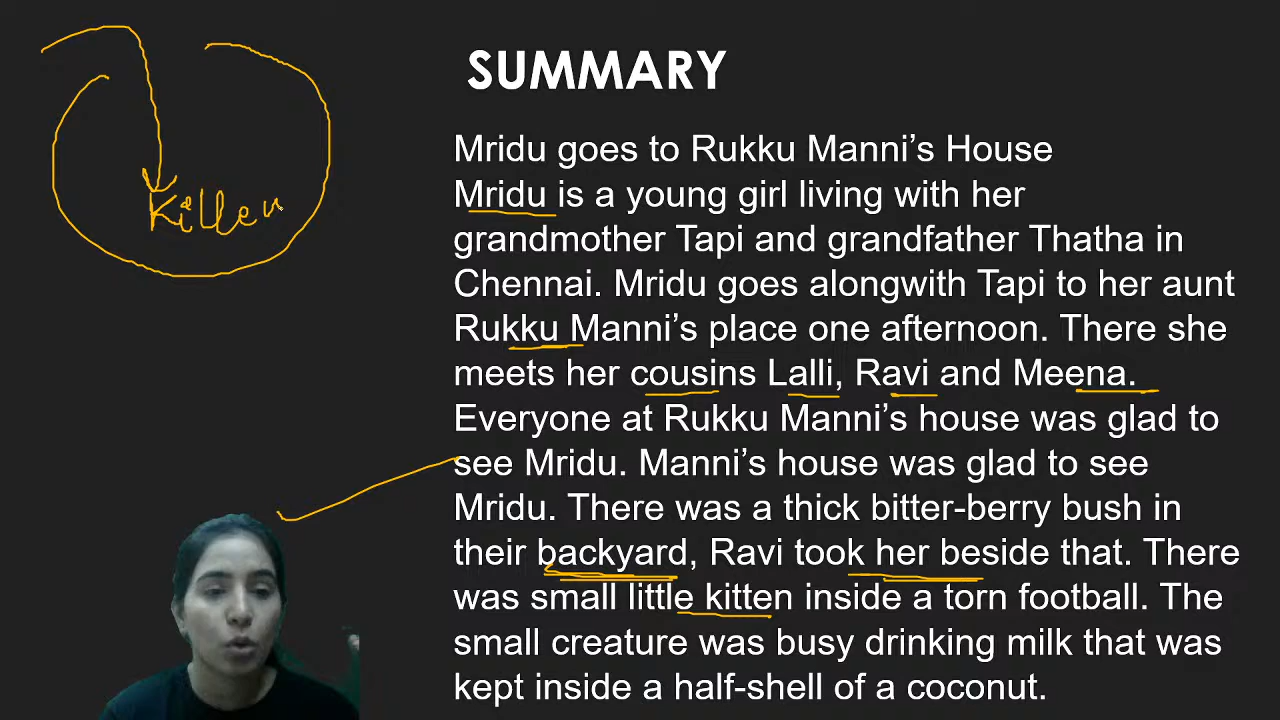 SUMMARY
Mridu goes to Rukku Manni's House
Mridu is a young girl living with her
grandmother Tapi and grandfather Thatha in
Chennai. Mridu goes alongwith Tapi to her aunt
Rukku Manni's place one afternoon. There she
meets her cousins Lalli, Ravi and Meena.
Everyone at Rukku Manni's house was glad to
see Mridu. Manni's house was glad to see
Mridu. There was a thick bitter-berry bush in
their backyard, Ravi took her beside that. There
was small little kitten inside a torn football. The
small creature was busy drinking milk that was
kept inside a half-shell of a coconut.